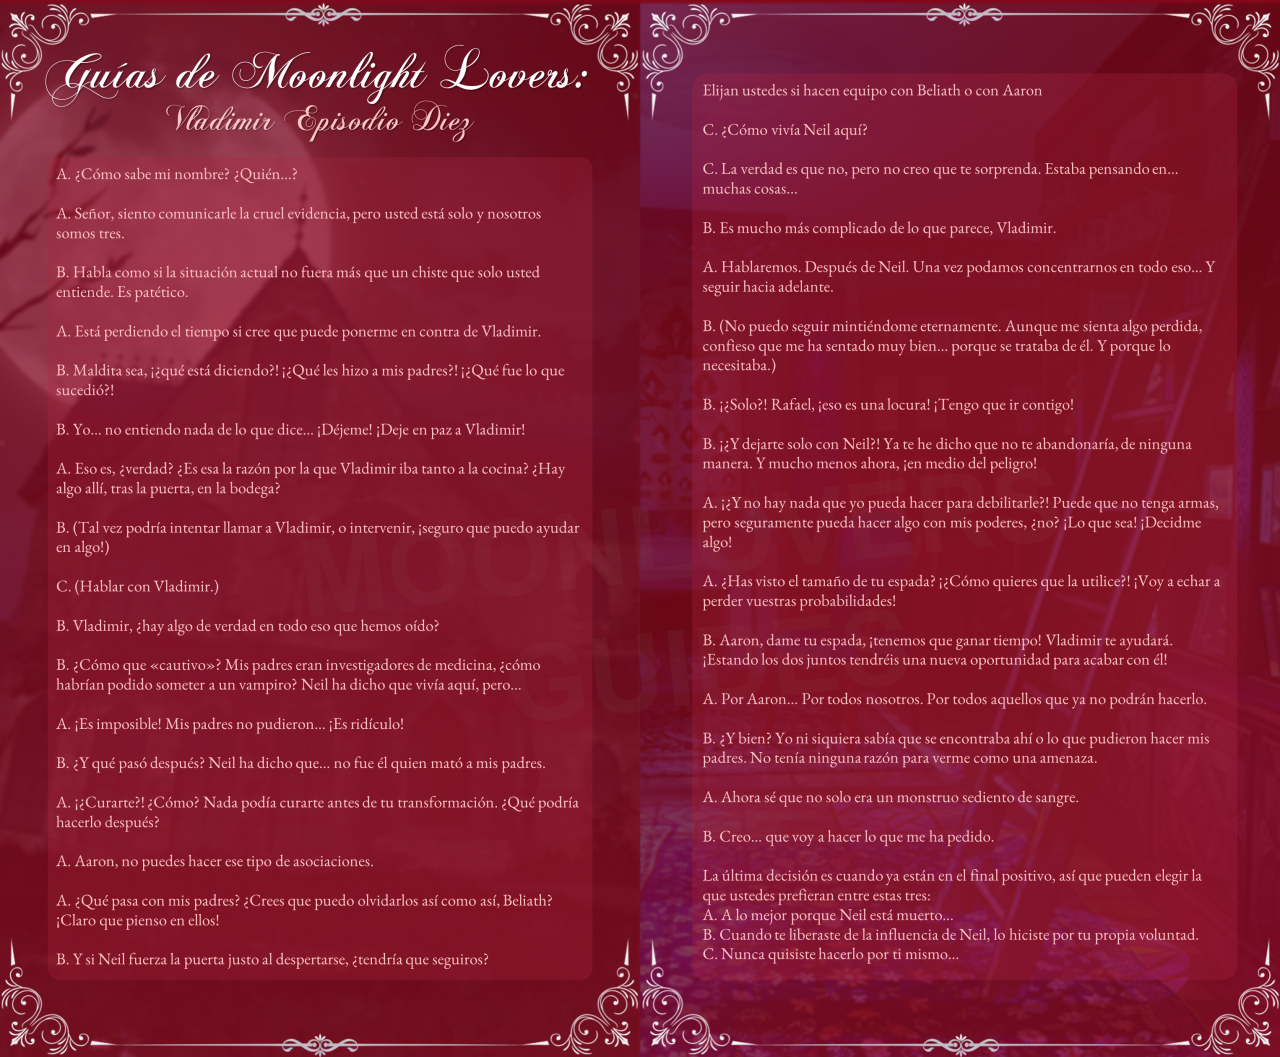 Guías de Moonlight Lovers:
Vladimir Episodio Diez
A. ¿Cómo sabe mi nombre? ¿Quién...?
A. Señor, siento comunicarle la cruel evidencia, pero usted está solo y nosotros
somos tres.
B. Habla como si la situación actual no fuera más que un chiste que solo usted
entiende. Es patético.
A. Está perdiendo el tiempo si cree que puede ponerme en contra de Vladimir.
B. Maldita sea, ¡¿qué está diciendo?! ¡¿Qué les hizo a mis padres?! ¡¿Qué fue lo que
sucedió?!
B. Yo... no entiendo nada de lo que dice... ¡Déjeme! ¡Deje en paz a Vladimir!
A. Eso es, ¿verdad? ¿Es esa la razón por la que Vladimir iba tanto a la cocina? ¿Hay
algo allí, tras la puerta, en la bodega?
B. (Tal vez podría intentar llamar a Vladimir, o intervenir, ¡seguro que puedo ayudar
en algo!)
C. (Hablar con Vladimir.)
B. Vladimir, ¿hay algo de verdad en todo eso que hemos oído?
B. ¿Cómo que «cautivo»? Mis padres eran investigadores de medicina, ¿cómo
habrían podido someter a un vampiro? Neil ha dicho que vivía aquí, pero...
A. ¡Es imposible! Mis padres no pudieron... ¡Es ridículo!
B. ¿Y qué pasó después? Neil ha dicho que... no fue él quien mató a mis padres.
A. ¡¿Curarte?! ¿Cómo? Nada podía curarte antes de tu transformación. ¿Qué podría
hacerlo después?
A. Aaron, no puedes hacer ese tipo de asociaciones.
A. ¿Qué pasa con mis padres? ¿Crees que puedo olvidarlos así como así, Beliath?
¡Claro que pienso en ellos!
B. Y si Neil fuerza la puerta justo al despertarse, ¿tendría que seguiros?
Elijan ustedes si hacen equipo con Beliath o con Aaron
C. ¿Cómo vivía Neil aquí?
C. La verdad es que no, pero no creo que te sorprenda. Estaba pensando en...
muchas cosas...
B. Es mucho más complicado de lo que parece, Vladimir.
A. Hablaremos. Después de Neil. Una vez podamos concentrarnos en todo eso... Y
seguir hacia adelante.
B. (No puedo seguir mintiéndome eternamente. Aunque me sienta algo perdida,
confieso que me ha sentado muy bien... porque se trataba de él. Y porque lo
necesitaba.)
B. ¡¿Solo?! Rafael, ¡eso es una locura! ¡Tengo que ir contigo!
B. ¡¿Y dejarte solo con Neil?! Ya te he dicho que no te abandonaría, de ninguna
manera. Y mucho menos ahora, ¡en medio del peligro!
A. ¡¿Y no hay nada que yo pueda hacer para debilitarle?! Puede que no tenga armas,
pero seguramente pueda hacer algo con mis poderes, ¿no? ¡Lo que sea! ¡Decidme
algo!
A. ¿Has visto el tamaño de tu espada? ¡¿Cómo quieres que la utilice?! ¡Voy a echar a
perder vuestras probabilidades!
B. Aaron, dame tu espada, ¡tenemos que ganar tiempo! Vladimir te ayudará.
¡Estando los dos juntos tendréis una nueva oportunidad para acabar con él!
A. Por Aaron... Por todos nosotros. Por todos aquellos que ya no podrán hacerlo.
B. ¿Y bien? Yo ni siquiera sabía que se encontraba ahí o lo que pudieron hacer mis
padres. No tenía ninguna razón para verme como una amenaza.
A. Ahora sé que no solo era un monstruo sediento de sangre.
B. Creo... que voy a hacer lo que me ha pedido.
La última decisión es cuando ya están en el final positivo, así que pueden elegir la
que ustedes prefieran entre estas tres:
A. A lo mejor porque Neil está muerto...
B. Cuando te liberaste de la influencia de Neil, lo hiciste por tu propia voluntad.
C. Nunca quisiste hacerlo por ti mismo...
MOONLOVERS
GUIDES